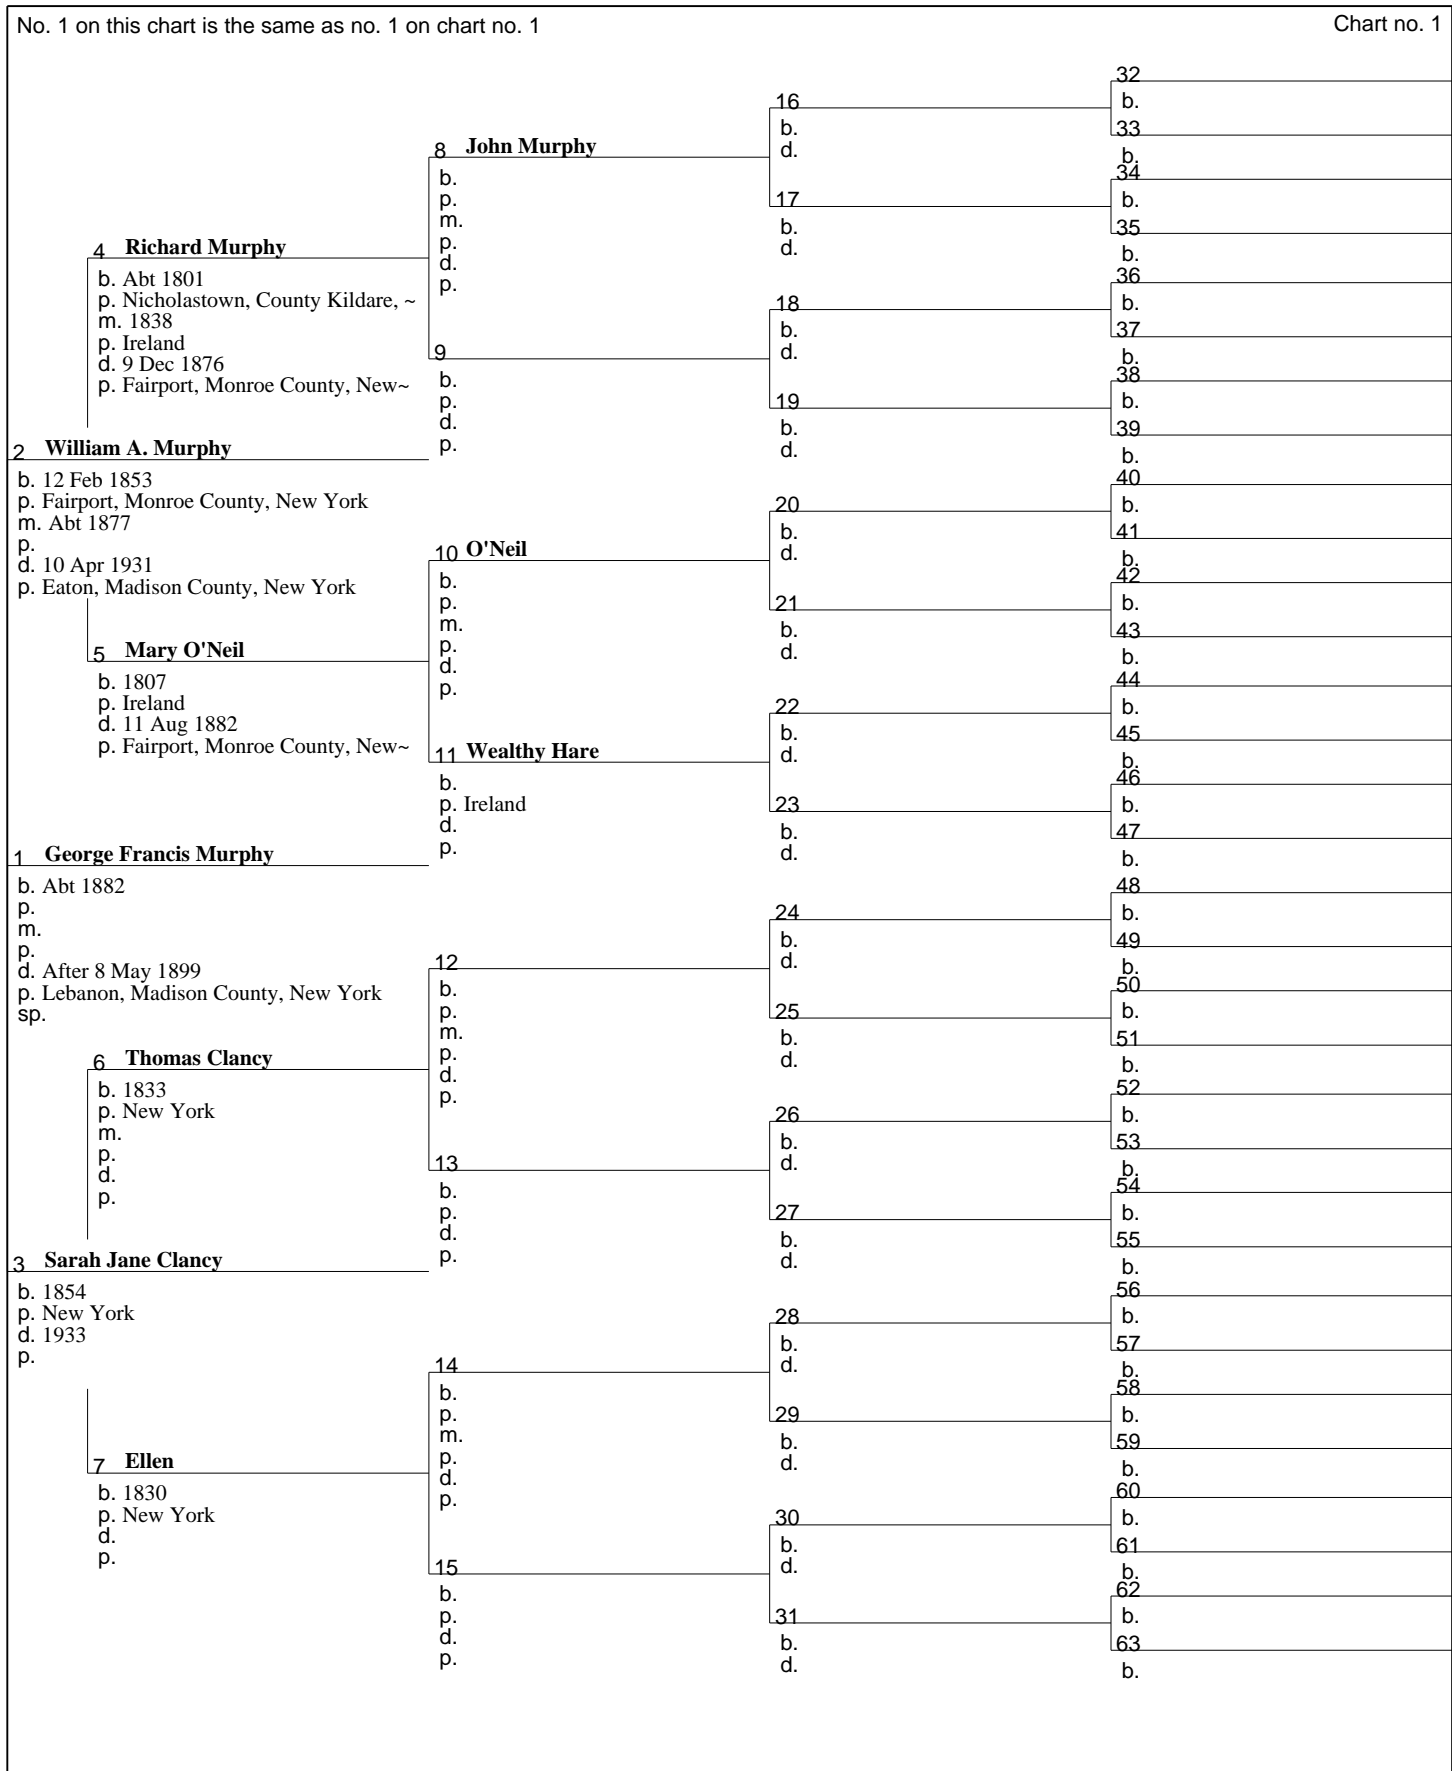 No. 1 on this chart is the same as no. 1 on chart no. 1
Chart no. 1
2 William A. Murphy
b. 12 Feb 1853
p. Fairport, Monroe County, New York
m. Abt 1877
p.
d. 10 Apr 1931
p. Eaton, Madison County, New York
1 George Francis Murphy
b. Abt 1882
p.
m.
p.
d. After 8 May 1899
p. Lebanon, Madison County, New York
sp.
3 Sarah Jane Clancy
b. 1854
p. New York
d. 1933
p.
4 Richard Murphy
b. Abt 1801
p. Nicholastown, County Kildare, ~
m. 1838
p. Ireland
d. 9 Dec 1876
p. Fairport, Monroe County, New~
5 Mary O'Neil
b. 1807
p. Ireland
d. 11 Aug 1882
p. Fairport, Monroe County, New~
6 Thomas Clancy
b. 1833
p. New York
m.
p.
d.
p.
7 Ellen
b. 1830
p. New York
d.
p.
8 John Murphy
b.
p.
m.
p.
d.
p.
9
b.
p.
d.
p.
10 O'Neil
b.
p.
m.
p.
d.
p.
11 Wealthy Hare
b.
p. Ireland
d.
p.
12
b.
p.
m.
p.
d.
p.
13
b.
p.
d.
p.
14
b.
p.
m.
p.
d.
p.
15
b.
p.
d.
p.
16
b.
d.
17
b.
d.
18
b.
d.
19
b.
d.
20
b.
d.
21
b.
d.
22
b.
d.
23
b.
d.
24
b.
d.
25
b.
d.
26
b.
d.
27
b.
d.
28
b.
d.
29
b.
d.
30
b.
d.
31
b.
d.
32
b.
33
b.
34
b.
35
b.
36
b.
37
b.
38
b.
39
b.
40
b.
41
b.
42
b.
43
b.
44
b.
45
b.
46
b.
47
b.
48
b.
49
b.
50
b.
51
b.
52
b.
53
b.
54
b.
55
b.
56
b.
57
b.
58
b.
59
b.
60
b.
61
b.
62
b.
63
b.